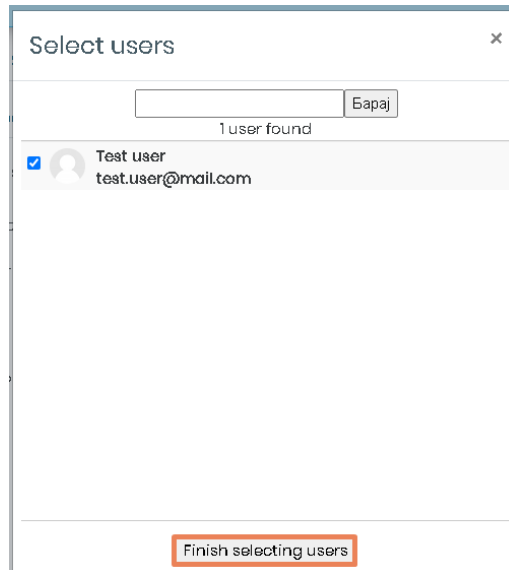 Select users
×
Барај
1 user found
Test user
test.user@mail.com
Finish selecting users